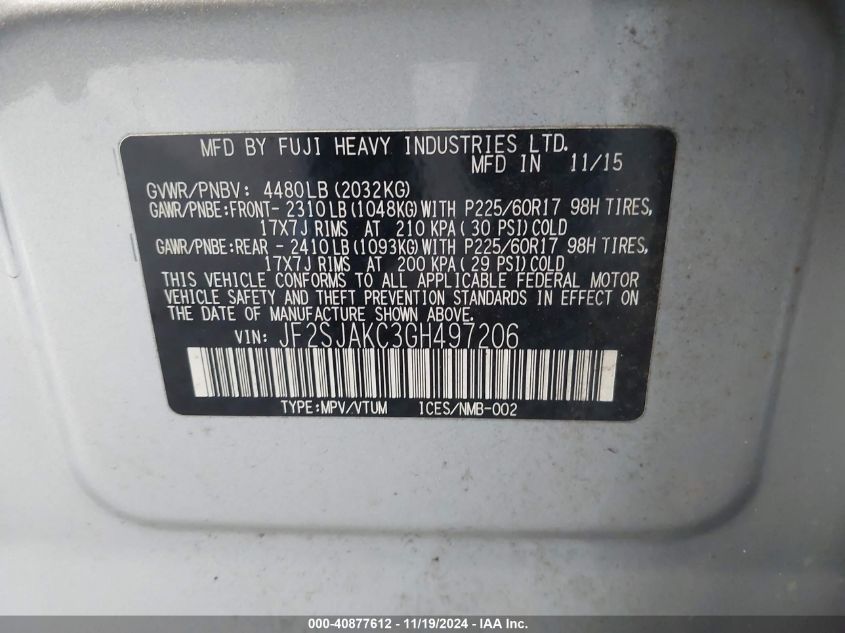 MFD BY FUJI HEAVY INDUSTRIES LTD.
MFD IN 11/15
GVWR/PNBV: 4480LB(2032KG)
GAWR/PNBE:FRONT- 2310LB(1048KG)WITH P225/60R17 98H TIRES,
17X7J RIMS AT 210 KPA(30 PSI)COLD
GAWR/PNBE:REAR - 2410LB(1093KG)WITH P225/60R17 98H TIRES,
17X7J RIMS AT 200 KPA(29 PSI)COLD
THIS VEHICLE CONFORMS TO ALL APPLICABLE FEDERAL MOTOR
VEHICLE SAFETY AND THEFT PREVENTION STANDARDS IN EFFECT ON
THE DATE OF MANUFACTURE SHOWN ABOVE.
VIN: JF2SJAKC3GH497206
TYPE:MPV/VTUM ICES/NMB-002
000-40877612 - 11/19/2024 - IAA Inc.